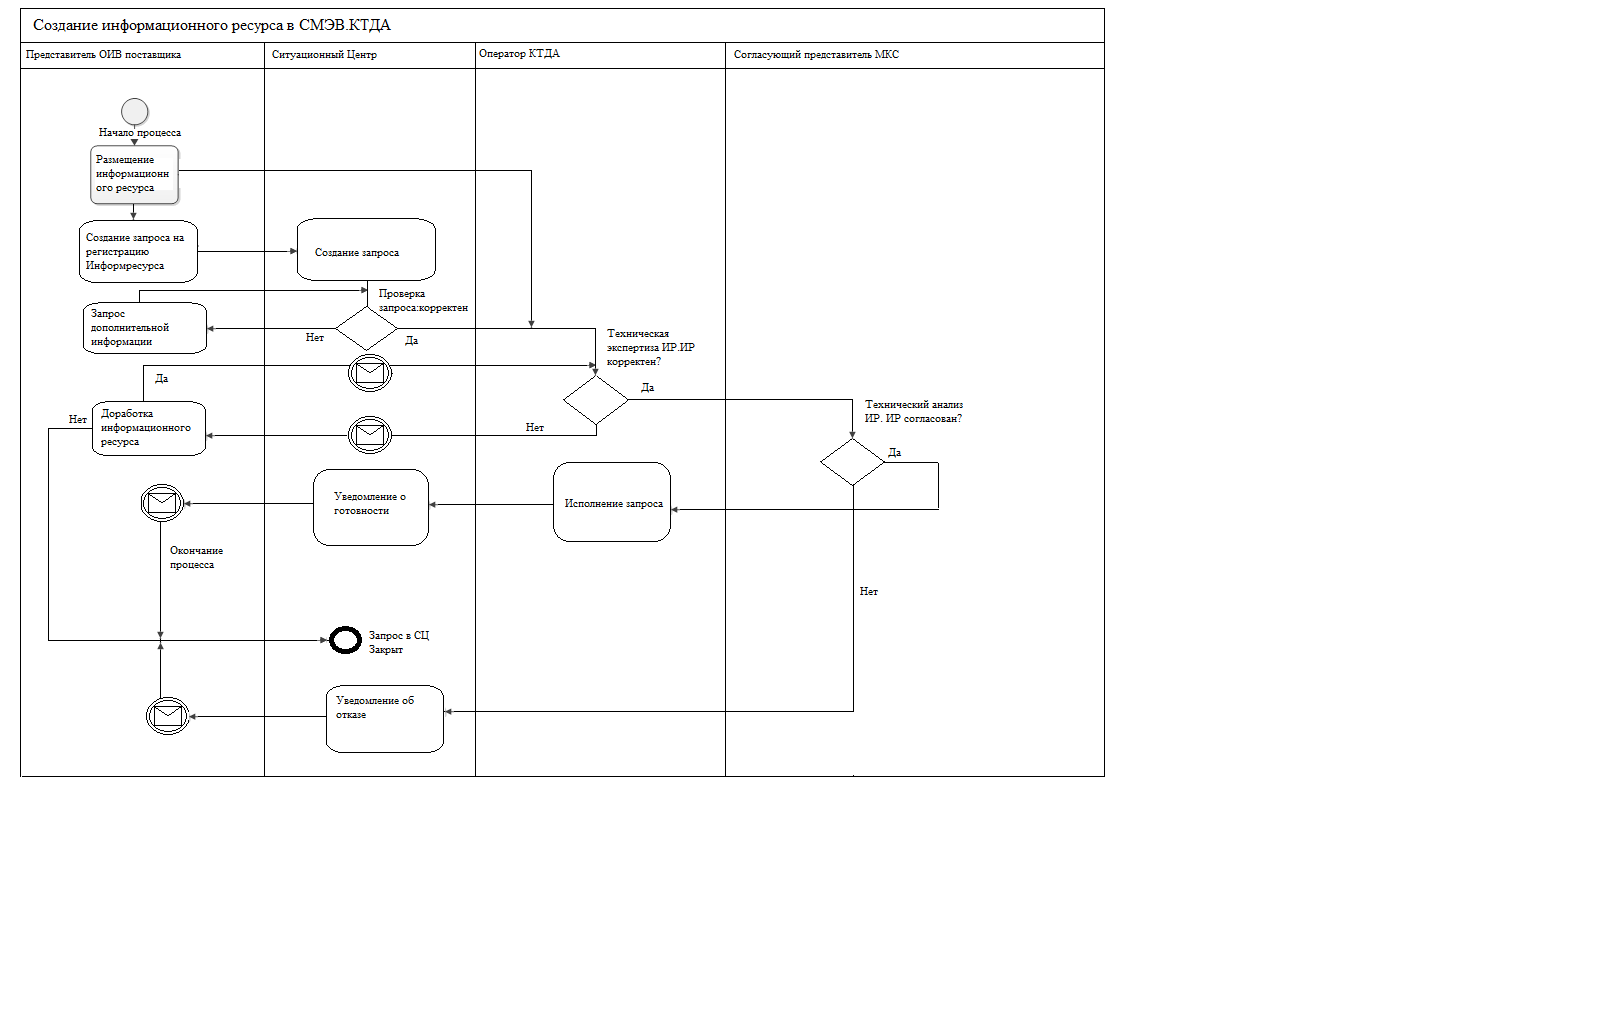 Создание информационного ресурса в СМЭВ.КТДА
Представитель ОИВ поставщика
Ситуационный Центр
Оператор КТДА
Согласующий представитель МКС
Начало процесса
Размещение
информационн
ого ресурса
Создание запроса на
регистрацию
Информресурса
Создание запроса
Проверка
запроса:корректен
Запрос
дополнительной
информации
Нет
Да
Техническая
экспертиза ИР.ИР
корректен?
Да
Да
Нет
Доработка
информационного
ресурса
Нет
Технический анализ
ИР. ИР согласован?
Да
Уведомление о
готовности
Исполнение запроса
Окончание
процесса
Нет
Запрос в СЦ
Закрыт
Уведомление об
отказе